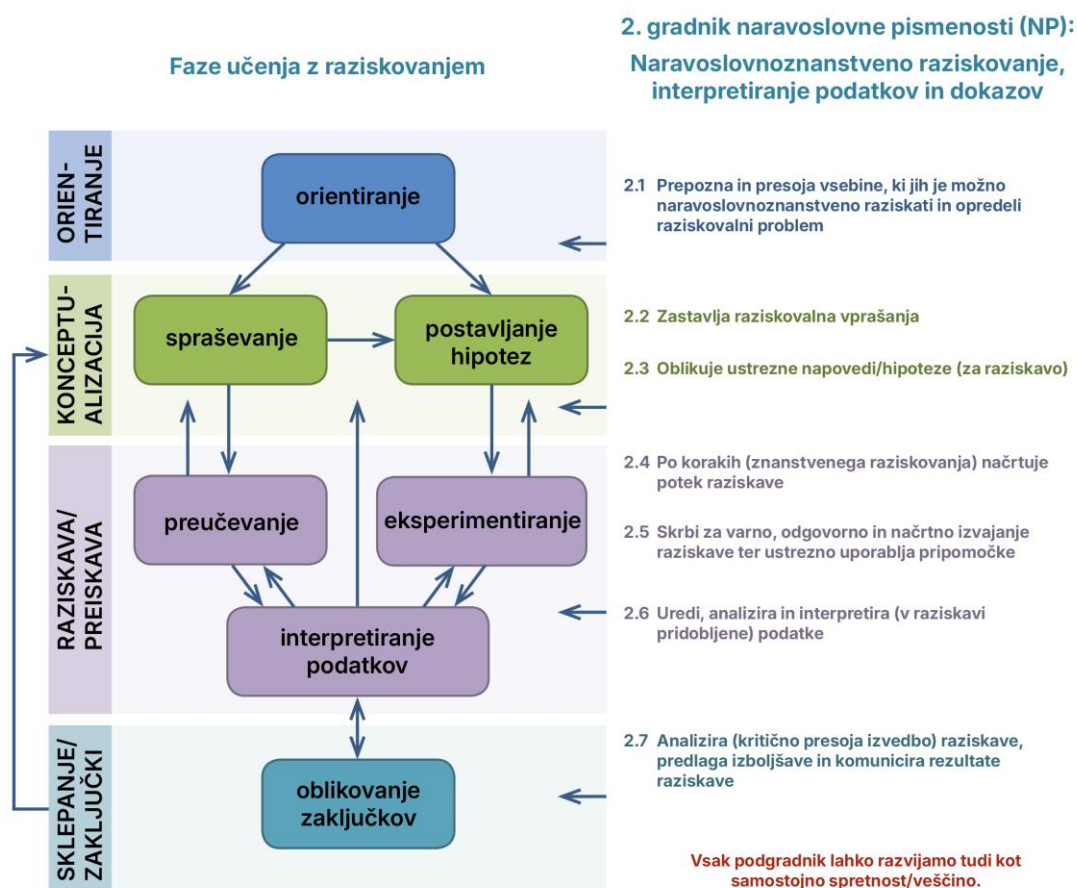 2. gradnik naravoslovne pismenosti (NP):
Faze učenja z raziskovanjem
Naravoslovnoznanstveno raziskovanje,
interpretiranje podatkov in dokazov
ORIEN-
TIRANJE
orientiranje
2.1 Prepozna in presoja vsebine, ki jih je možno
naravoslovnoznanstveno raziskati in opredeli
raziskovalni problem
KONCEPTU-
ALIZACIJA
spraševanje
postavljanje
hipotez
2.2 Zastavlja raziskovalna vprašanja
2.3 Oblikuje ustrezne napovedi/hipoteze (za raziskavo)
RAZISKAVA/
PREISKAVA
preučevanje
eksperimentiranje
interpretiranje
podatkov
2.4 Po korakih (znanstvenega raziskovanja) načrtuje
potek raziskave
2.5 Skrbi za varno, odgovorno in načrtno izvajanje
raziskave ter ustrezno uporablja pripomočke
2.6 Uredi, analizira in interpretira (v raziskavi
pridobljene) podatke
SKLEPANJE/
ZAKLJUČKI
oblikovanje
zaključkov
2.7 Analizira (kritično presoja izvedbo) raziskave,
predlaga izboljšave in komunicira rezultate
raziskave
Vsak podgradnik lahko razvijamo tudi kot
samostojno spretnost/veščino.